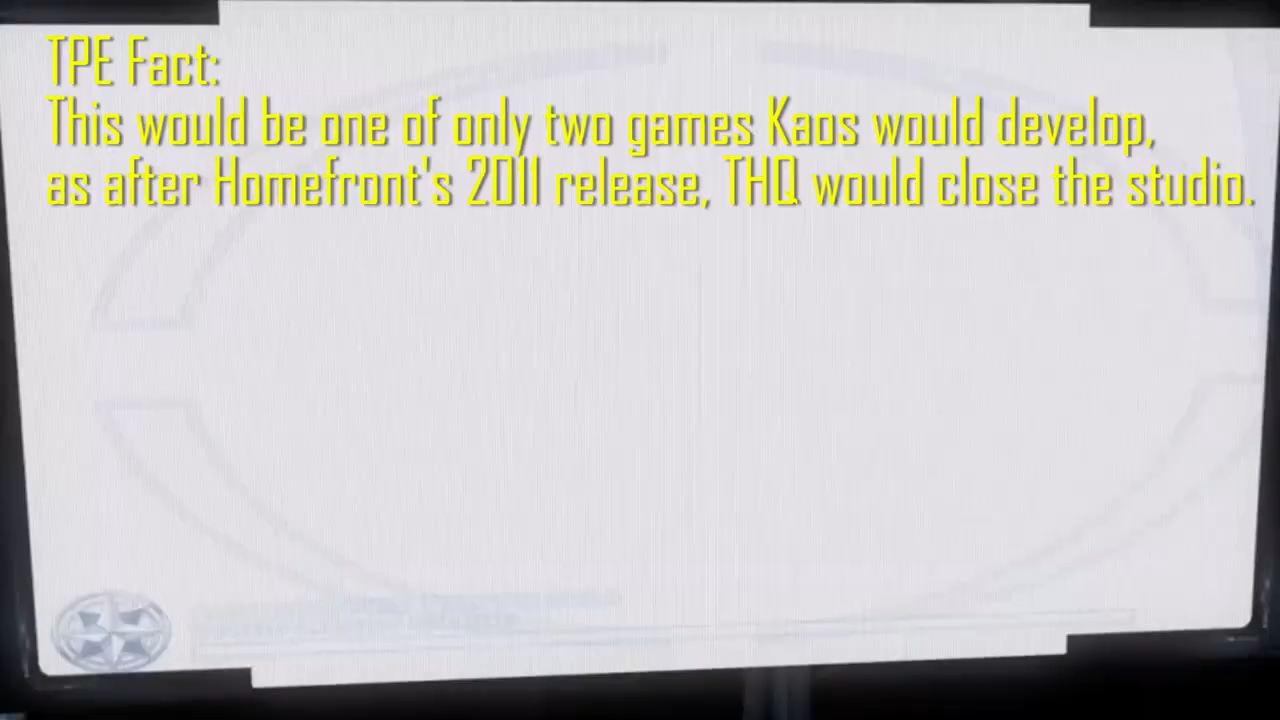 TPE Fact:
This would be one of only two games Kaos would develop,
as after Homefront's 2011 release, THQ would close the studio.